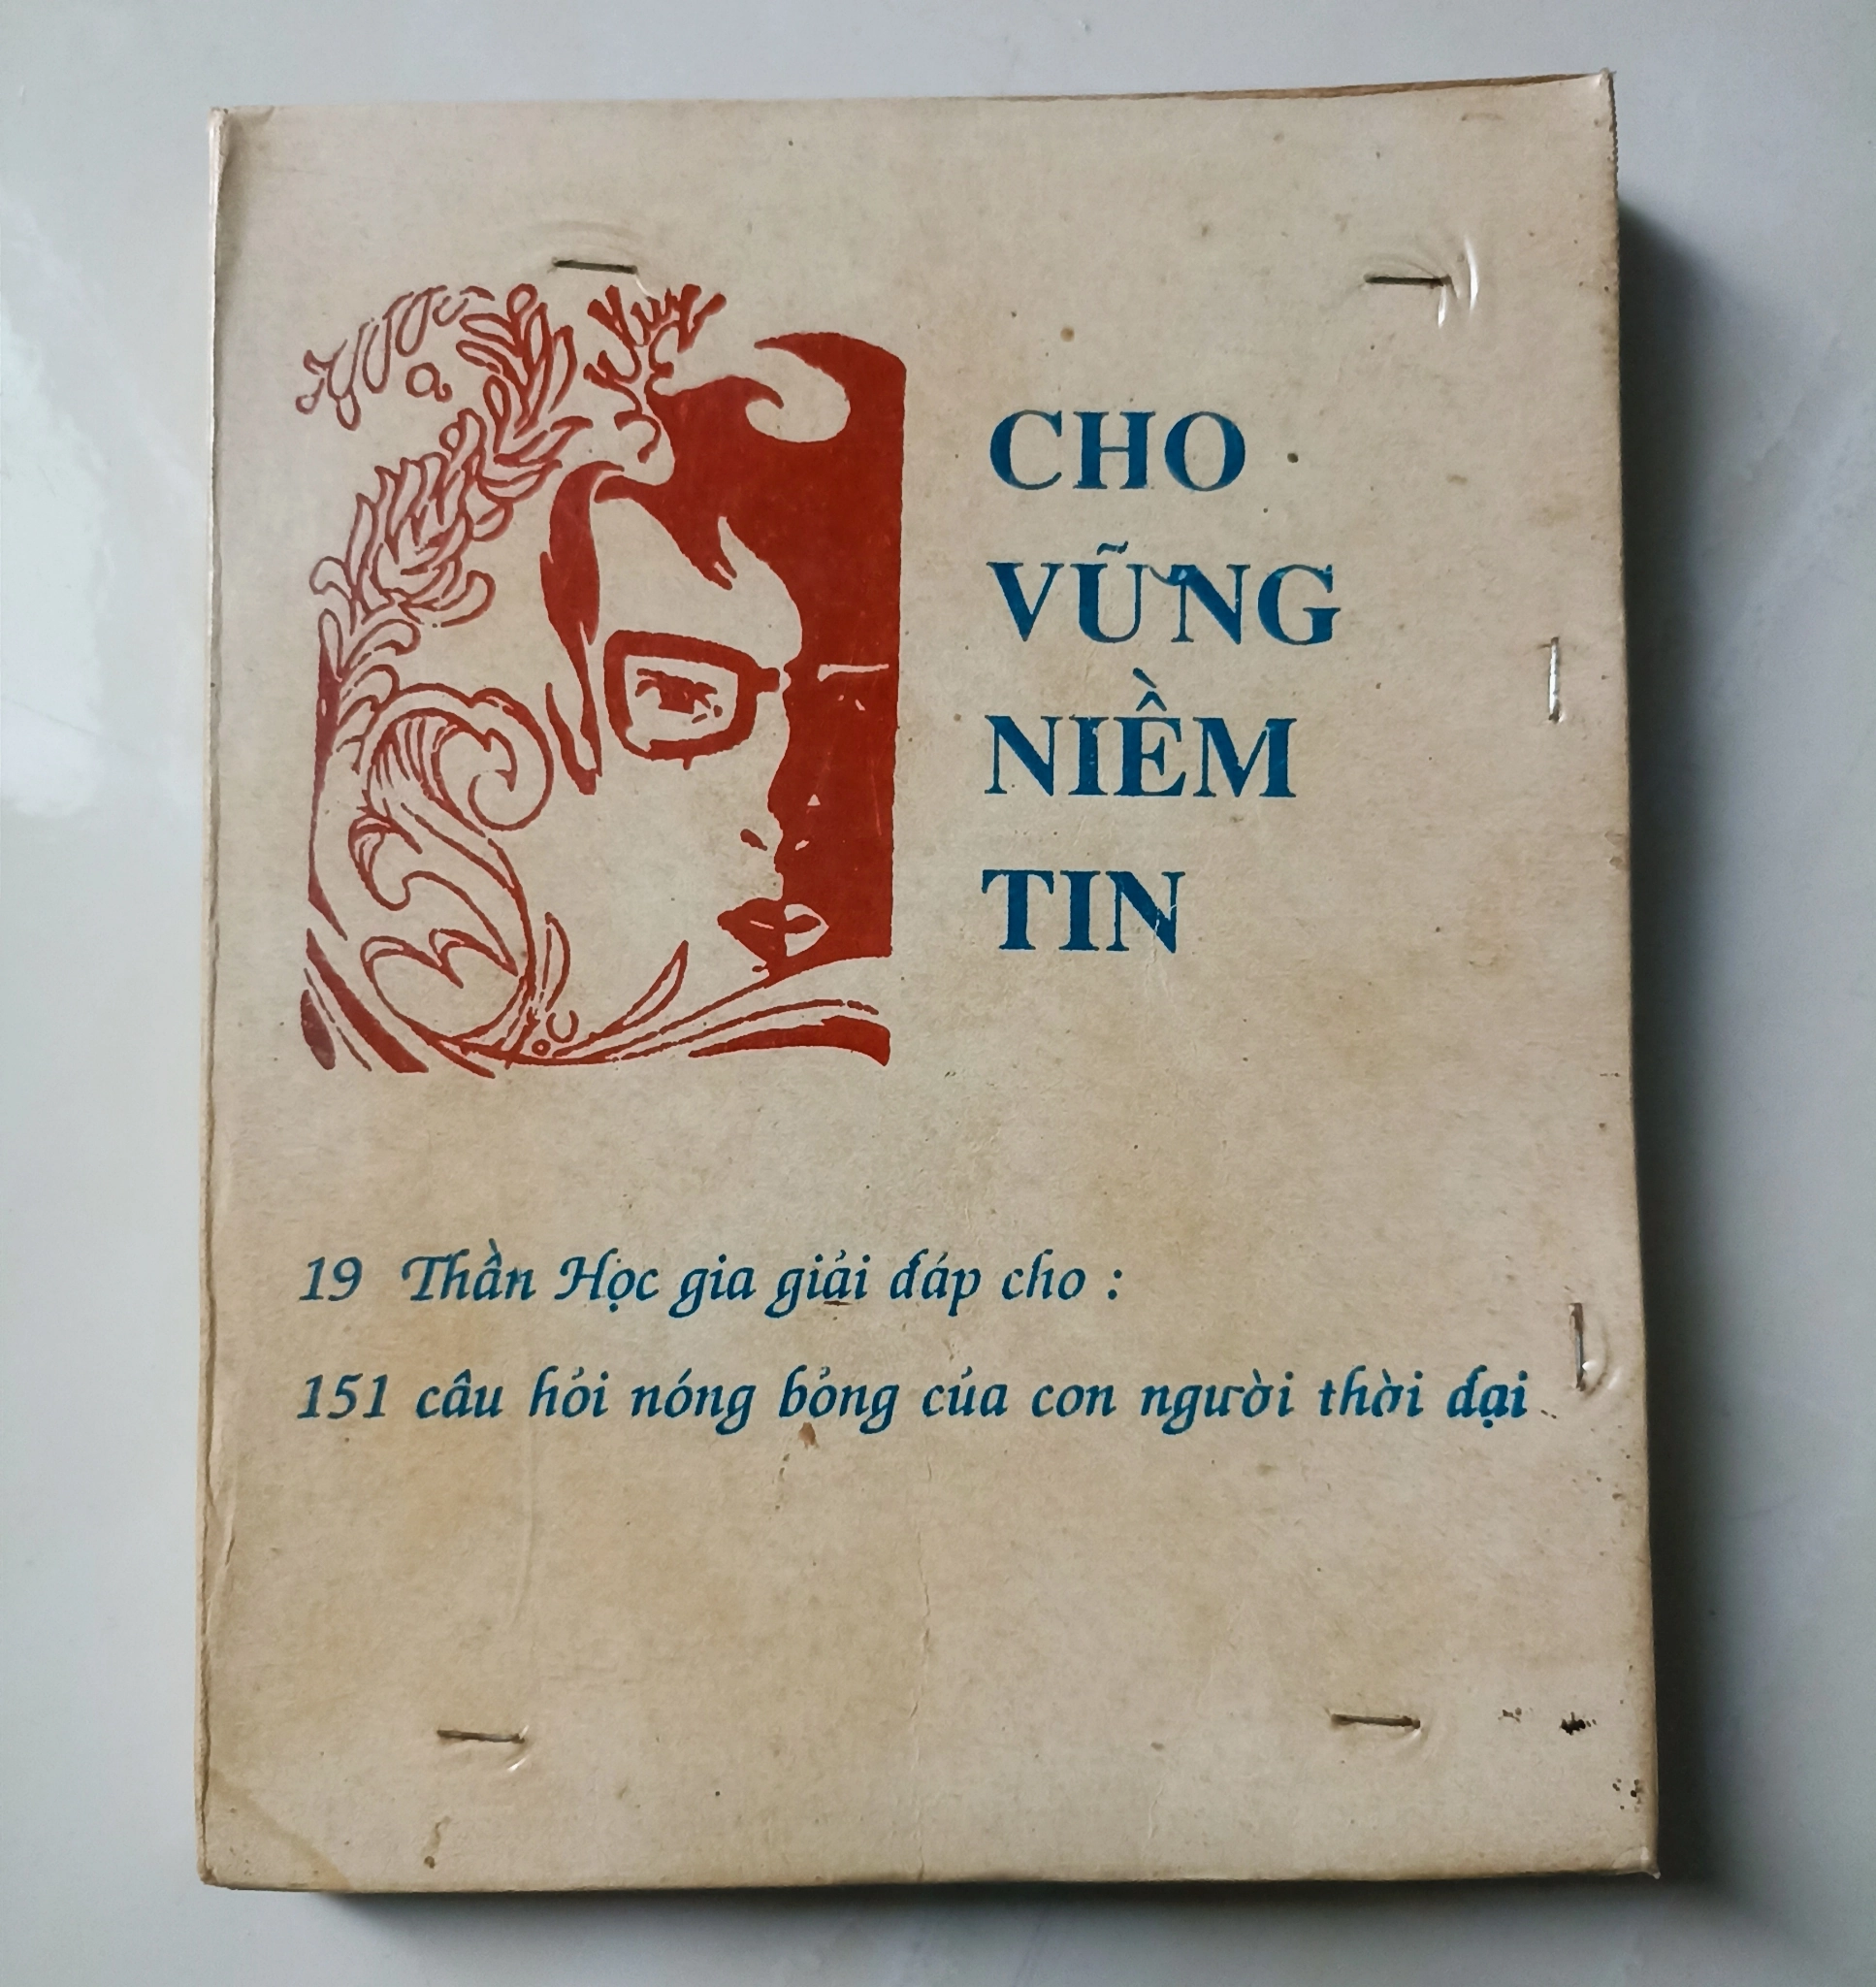 CHO
VỮNG
NIỀM
TIN
19 Thần Học gia giải đáp cho :
151 câu hỏi nóng bỏng của con người thời đại